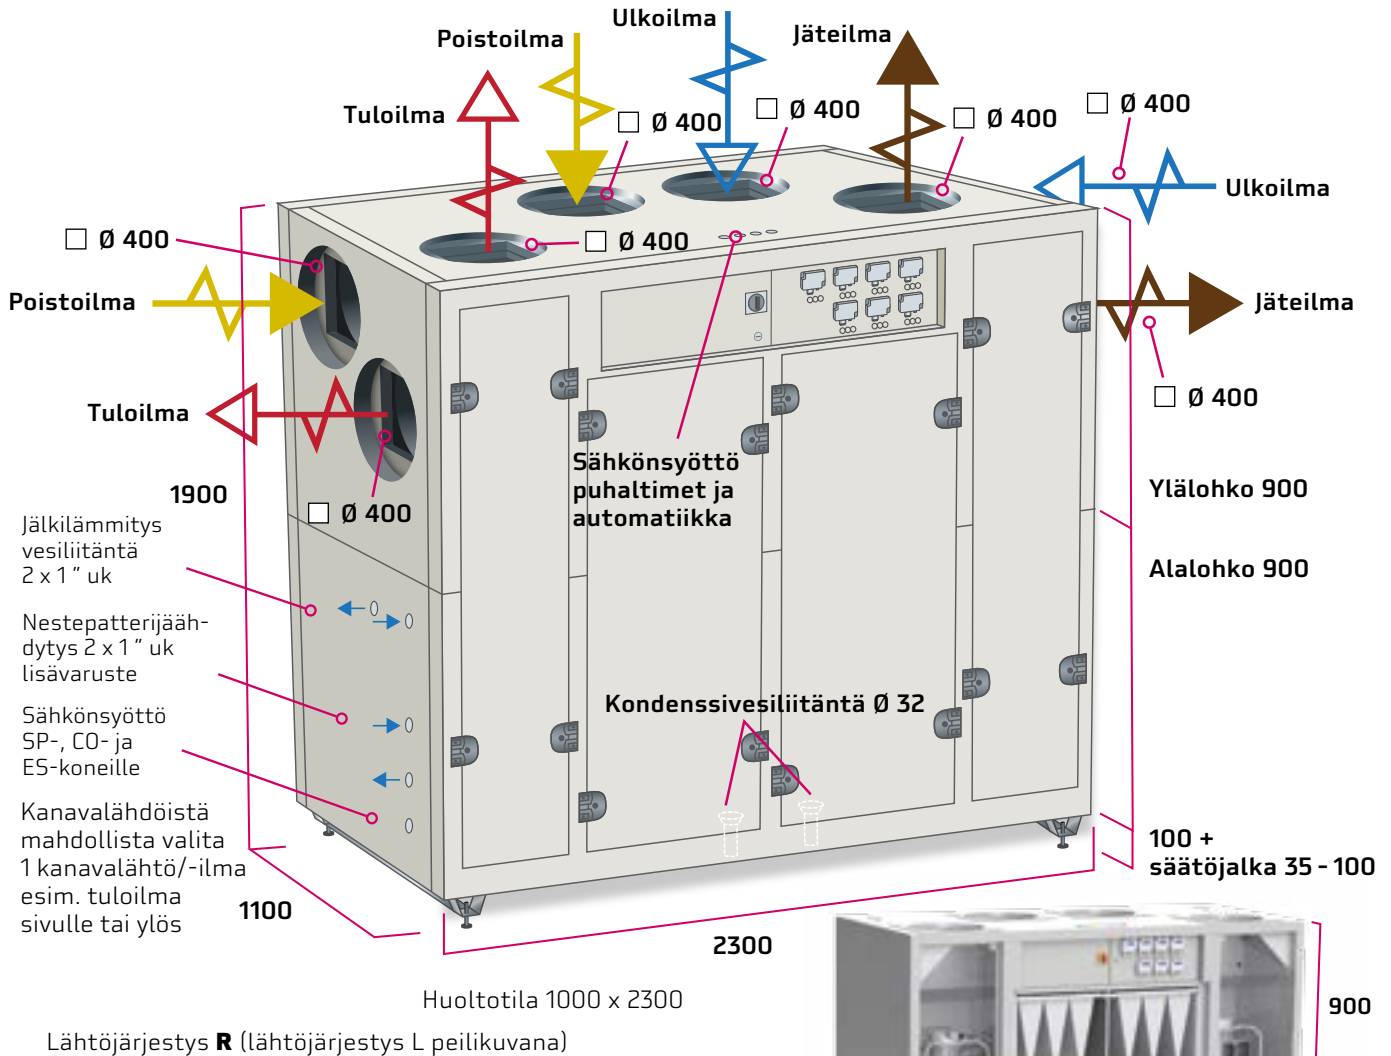 Ulkoilma
Poistoilma
Jäteilma
Tuloilma
Ø 400
Ø 400
Ø 400
Ø 400
Ulkoilma
Ø 400
Ø 400
Poistoilma
Jäteilma
Ø 400
Tuloilma
Sähkönsyöttö
puhaltimet ja
automatiikka
1900
Ø 400
Ylälohko 900
Jälkilämmitys
vesiliitäntä
2 x 1 ” uk
Alalohko 900
Nestepatterijääh-
dytys 2 x 1 ” uk
lisävaruste
Kondenssivesiliitäntä Ø 32
Sähkönsyöttö
SP-, CO- ja
ES-koneille
Kanavalähdöistä
mahdollista valita
1 kanavalähtö/-ilma
esim. tuloilma
sivulle tai ylös
100 +
säätöjalka 35 - 100
1100
2300
Huoltotila 1000 x 2300
900
Lähtöjärjestys R (lähtöjärjestys L peilikuvana)